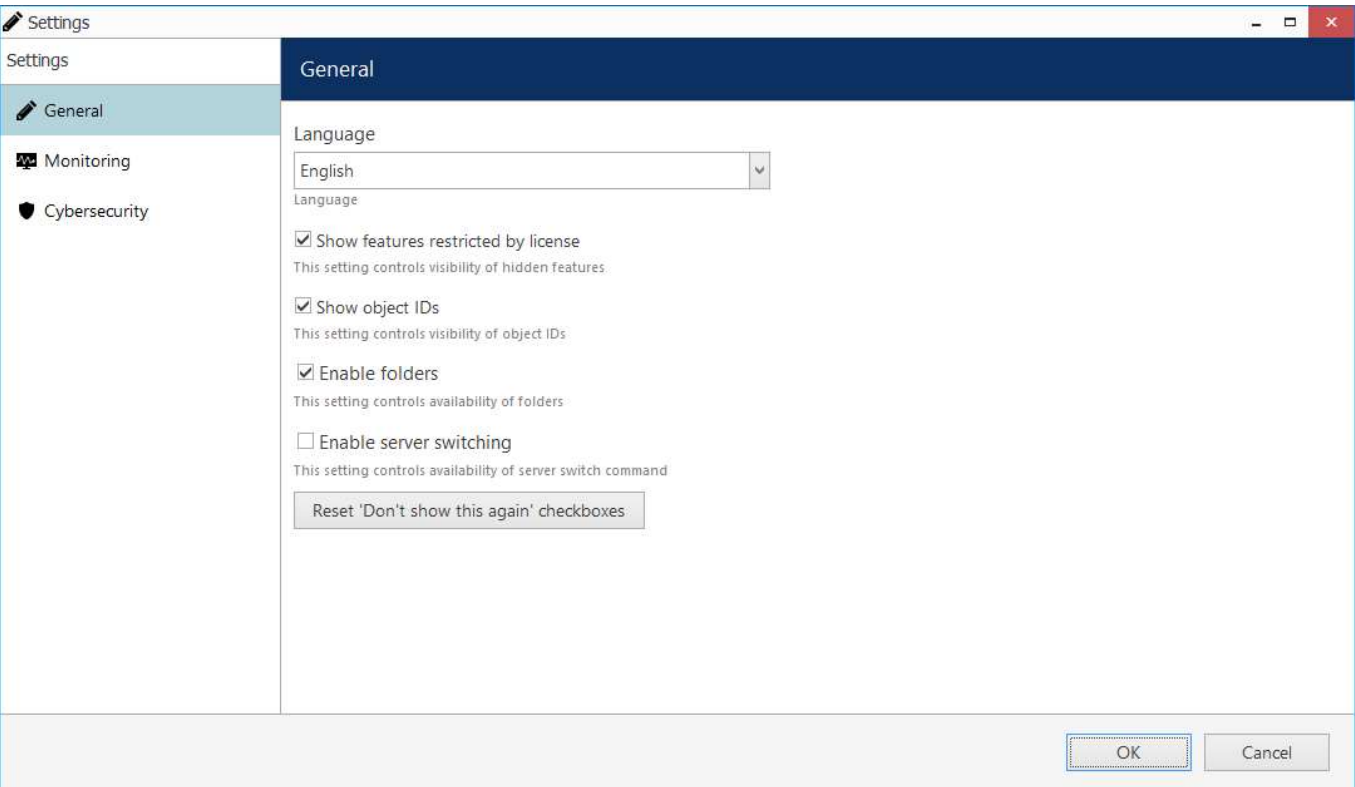 Settings
Settings
General
Monitoring
Cybersecurity
General
Language
English
Language
Show features restricted by license
This setting controls visibility of hidden features
Show object IDs
This setting controls visibility of object IDs
Enable folders
This setting controls availability of folders
Enable server switching
This setting controls availability of server switch command
Reset 'Don't show this again' checkboxes
OK
Cancel